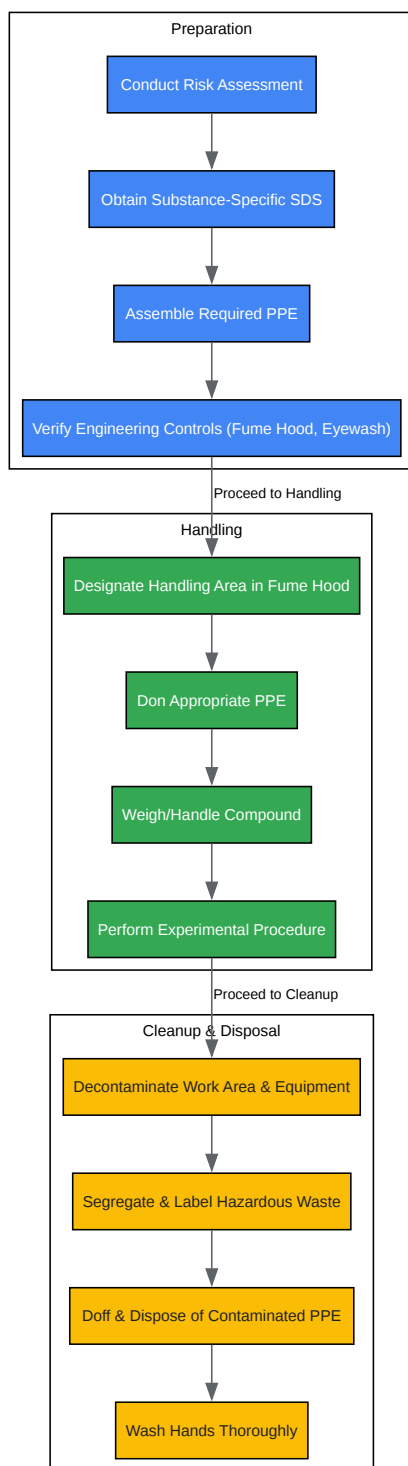 Preparation
Conduct Risk Assessment
Obtain Substance-Specific SDS
Assemble Required PPE
Verify Engineering Controls (Fume Hood, Eyewash)
Proceed to Handling
Handling
Designate Handling Area in Fume Hood
Don Appropriate PPE
Weigh/Handle Compound
Perform Experimental Procedure
Proceed to Cleanup
Cleanup & Disposal
Decontaminate Work Area & Equipment
Segregate & Label Hazardous Waste
Doff & Dispose of Contaminated PPE
Wash Hands Thoroughly